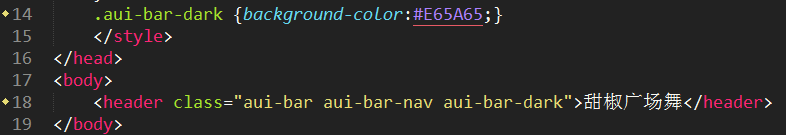 14 .aui-bar-dark {background-color:#E65A65;}
15 </style>
16 </head>
17 <body>
18 <header class="aui-bar aui-bar-nav aui-bar-dark">甜椒广场舞</header>
19 </body>